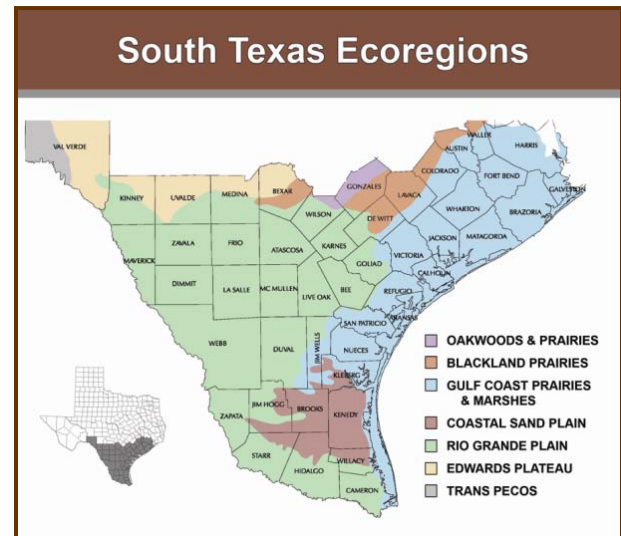 South Texas Ecoregions
VAL VERDE
KINNEY
UVALDE
MEDINA
BEXAR
GONZALES
LAVACA
COLORADO
AUSTIN
WALLER
HARRIS
FORT BEND
GALVESTON
WILSON
DE WITT
WHARTON
BRAZORIA
MAVERICK
ZAVALA
FRIO
ATASCOSA
KARNES
GOLIAD
VICTORIA
JACKSON
MATAGORDA
CALHOUN
DIMMIT
LA SALLE
MC MULLEN
LIVE OAK
BEE
REFUGIO
ARANSAS
SAN PATRICIO
WEBB
DUVAL
JIM WELLS
NUECES
KLEBERG
ZAPATA
JIM HOGG
BROOKS
KENEDY
STARR
HIDALGO
WILLACY
CAMERON
OAKWOODS & PRAIRIES
BLACKLAND PRAIRIES
GULF COAST PRAIRIES
& MARSHES
COASTAL SAND PLAIN
RIO GRANDE PLAIN
EDWARDS PLATEAU
TRANS PECOS